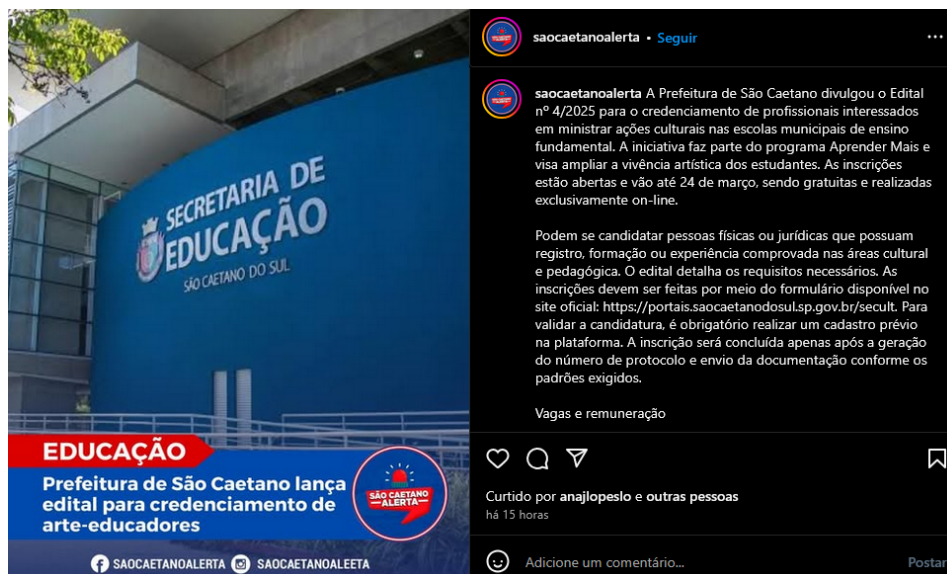 SECRETARIA DE
EDUCAÇÃO
SÃO CAETANO DO SUL
EDUCAÇÃO
Prefeitura de São Caetano lança
edital para credenciamento de
arte-educadores
SÃO CAETANO
ALERTA
SAOCAETANOALERTA SAOCAETANOALEETA
saocaetanoalerta • Seguir
saocaetanoalerta A Prefeitura de São Caetano divulgou o Edital
nº 4/2025 para o credenciamento de profissionais interessados
em ministrar ações culturais nas escolas municipais de ensino
fundamental. A iniciativa faz parte do programa Aprender Mais e
visa ampliar a vivência artística dos estudantes. As inscrições
estão abertas e vão até 24 de março, sendo gratuitas e realizadas
exclusivamente on-line.
Podem se candidatar pessoas físicas ou jurídicas que possuam
registro, formação ou experiência comprovada nas áreas cultural
e pedagógica. O edital detalha os requisitos necessários. As
inscrições devem ser feitas por meio do formulário disponível no
site oficial: https://portais.saocaetanodosul.sp.gov.br/secult. Para
validar a candidatura, é obrigatório realizar um cadastro prévio
na plataforma. A inscrição será concluída apenas após a geração
do número de protocolo e envio da documentação conforme os
padrões exigidos.
Vagas e remuneração
Curtido por anajlopeslo e outras pessoas
há 15 horas
Adicione um comentário... Postar